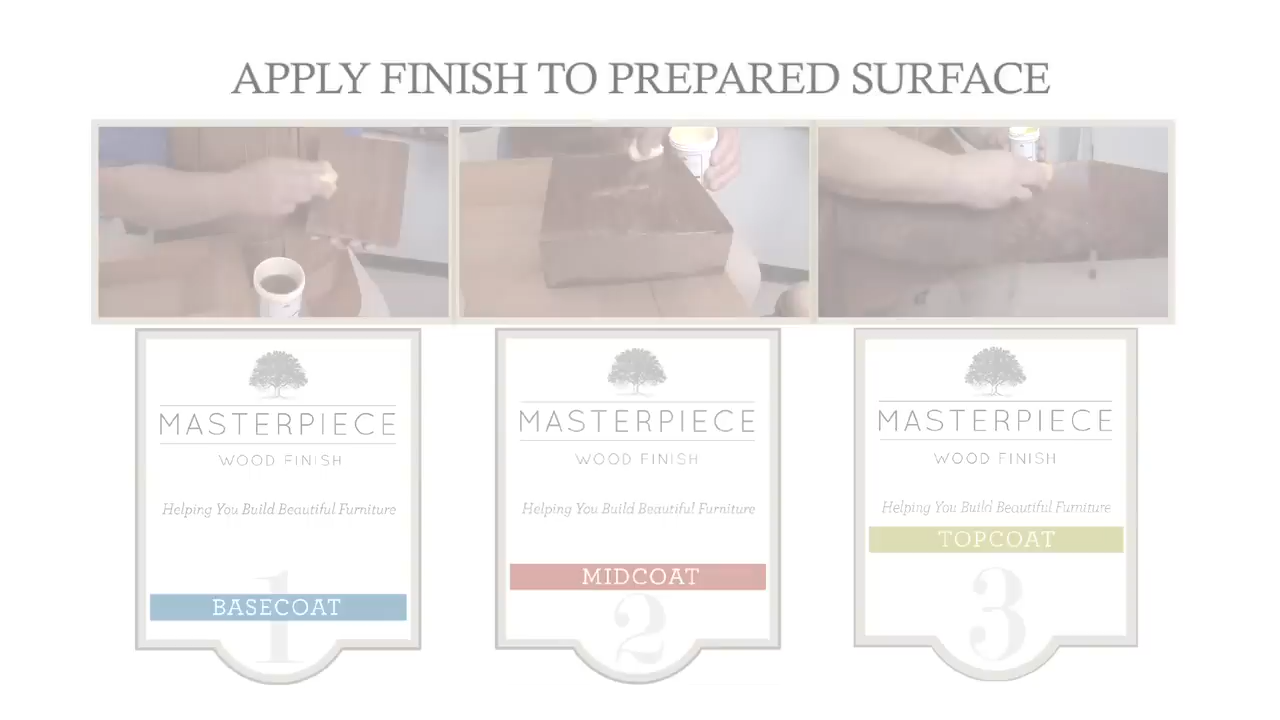 APPLY FINISH TO PREPARED SURFACE
MASTERPIECE
WOOD FINISH
Helping You Build Beautiful Furniture
BASECOAT
1
MASTERPIECE
WOOD FINISH
Helping You Build Beautiful Furniture
MIDCOAT
2
MASTERPIECE
WOOD FINISH
Helping You Build Beautiful Furniture
TOPCOAT
3